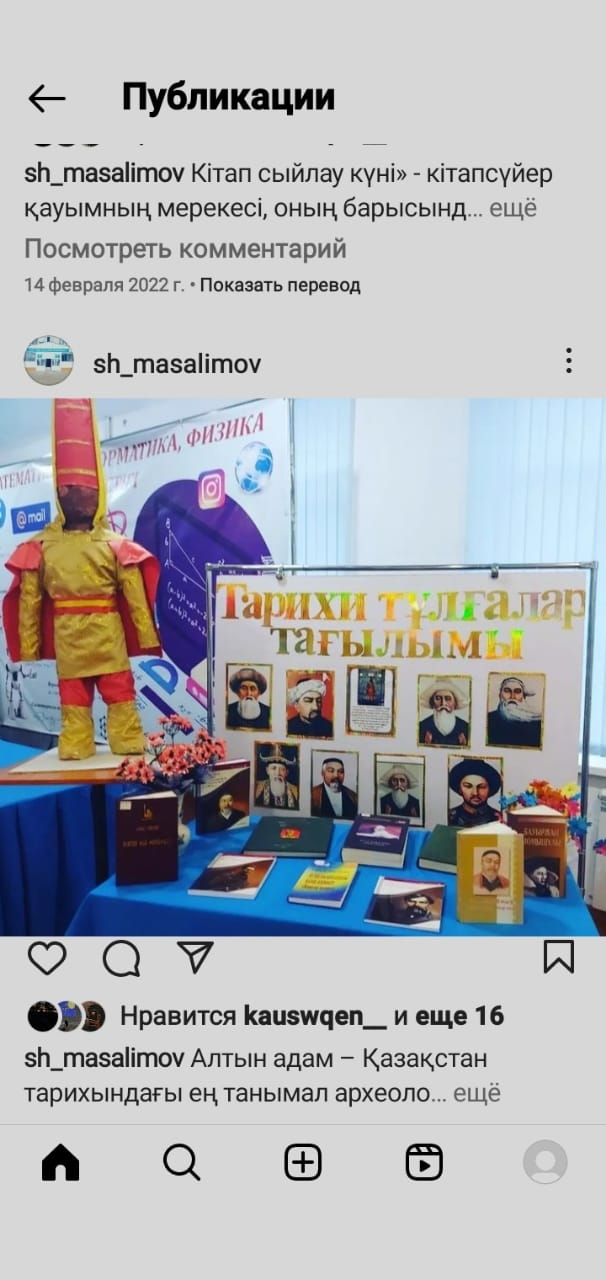 Публикации
sh_masalimov Кітап сыйлау күні» - кітапсүйер
қауымның мерекесі, оның барысынд... ещё
Посмотреть комментарий
14 февраля 2022 г. • Показать перевод
sh_masalimov
ОРМАТИКА, ФИЗИКА
@mail
Тарихи тұлғалар
тағылымы
БАУЫРЖАН
МОМЫШҰЛЫ
Нравится kauswqen__ и еще 16
sh_masalimov Алтын адам – Қазақстан
тарихындағы ең танымал археоло... ещё